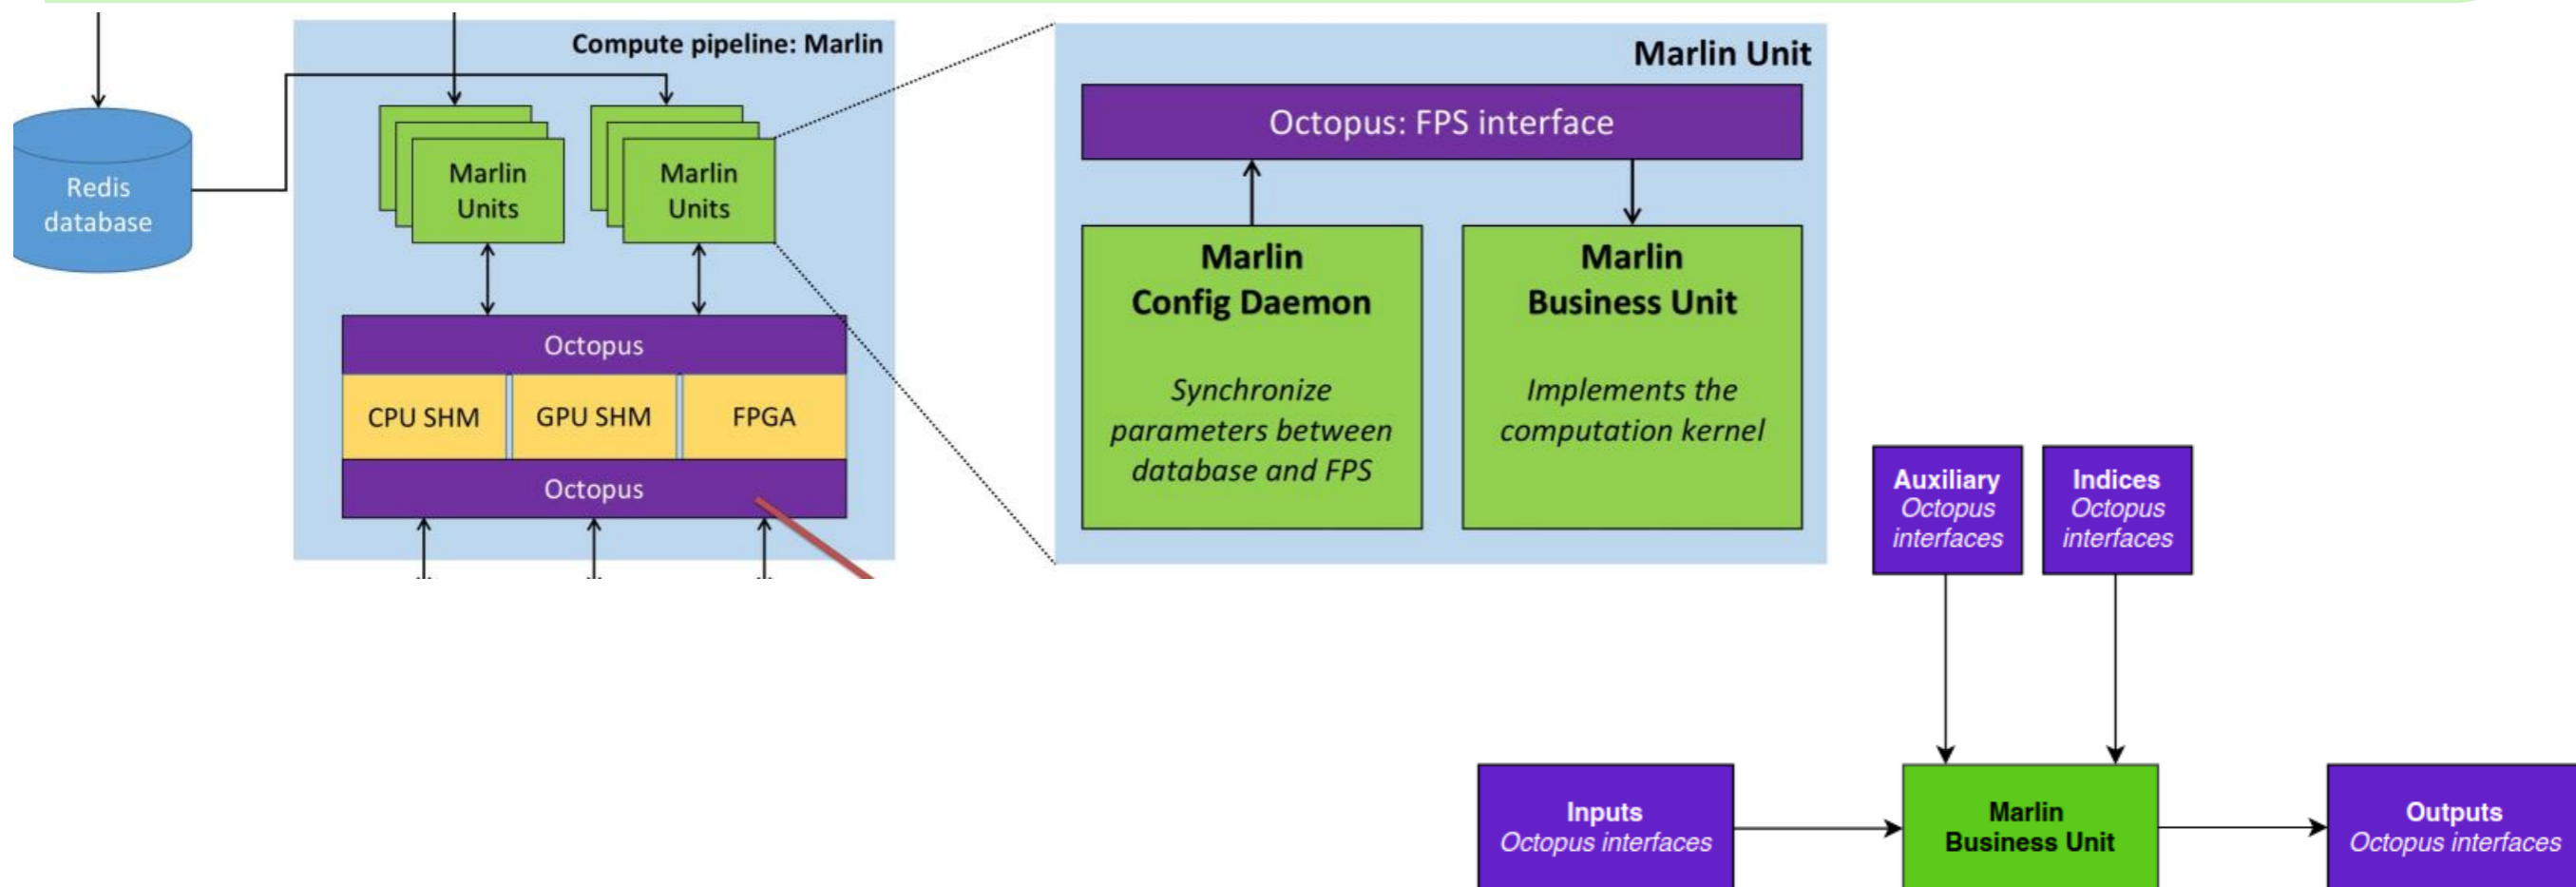 Compute pipeline: Marlin
Redis
database
Marlin
Units
Marlin
Units
Octopus
CPU SHM
GPU SHM
FPGA
Octopus
Marlin Unit
Octopus: FPS interface
Marlin
Config Daemon
Synchronize
parameters between
database and FPS
Marlin
Business Unit
Implements the
computation kernel
Auxiliary
Octopus
interfaces
Indices
Octopus
interfaces
Inputs
Octopus interfaces
Marlin
Business Unit
Outputs
Octopus interfaces